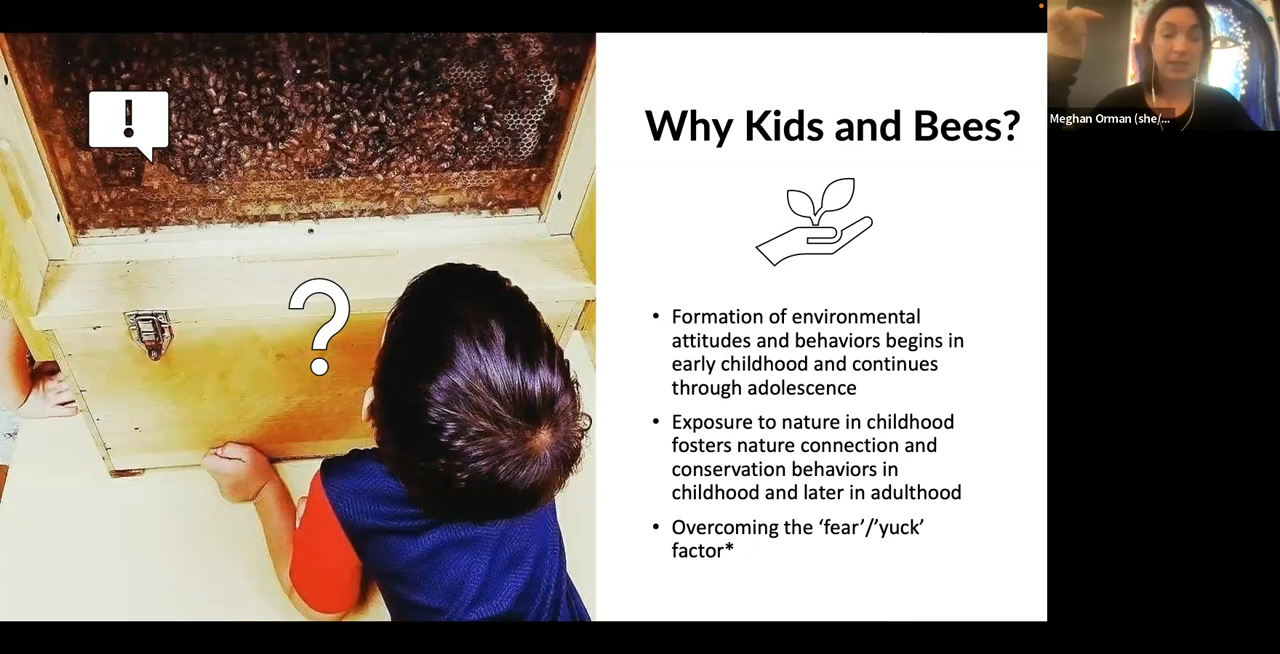 !
?
Why Kids and Bees?
• Formation of environmental
attitudes and behaviors begins in
early childhood and continues
through adolescence
• Exposure to nature in childhood
fosters nature connection and
conservation behaviors in
childhood and later in adulthood
• Overcoming the ‘fear’/’yuck’
factor*
Meghan Orman (she/...